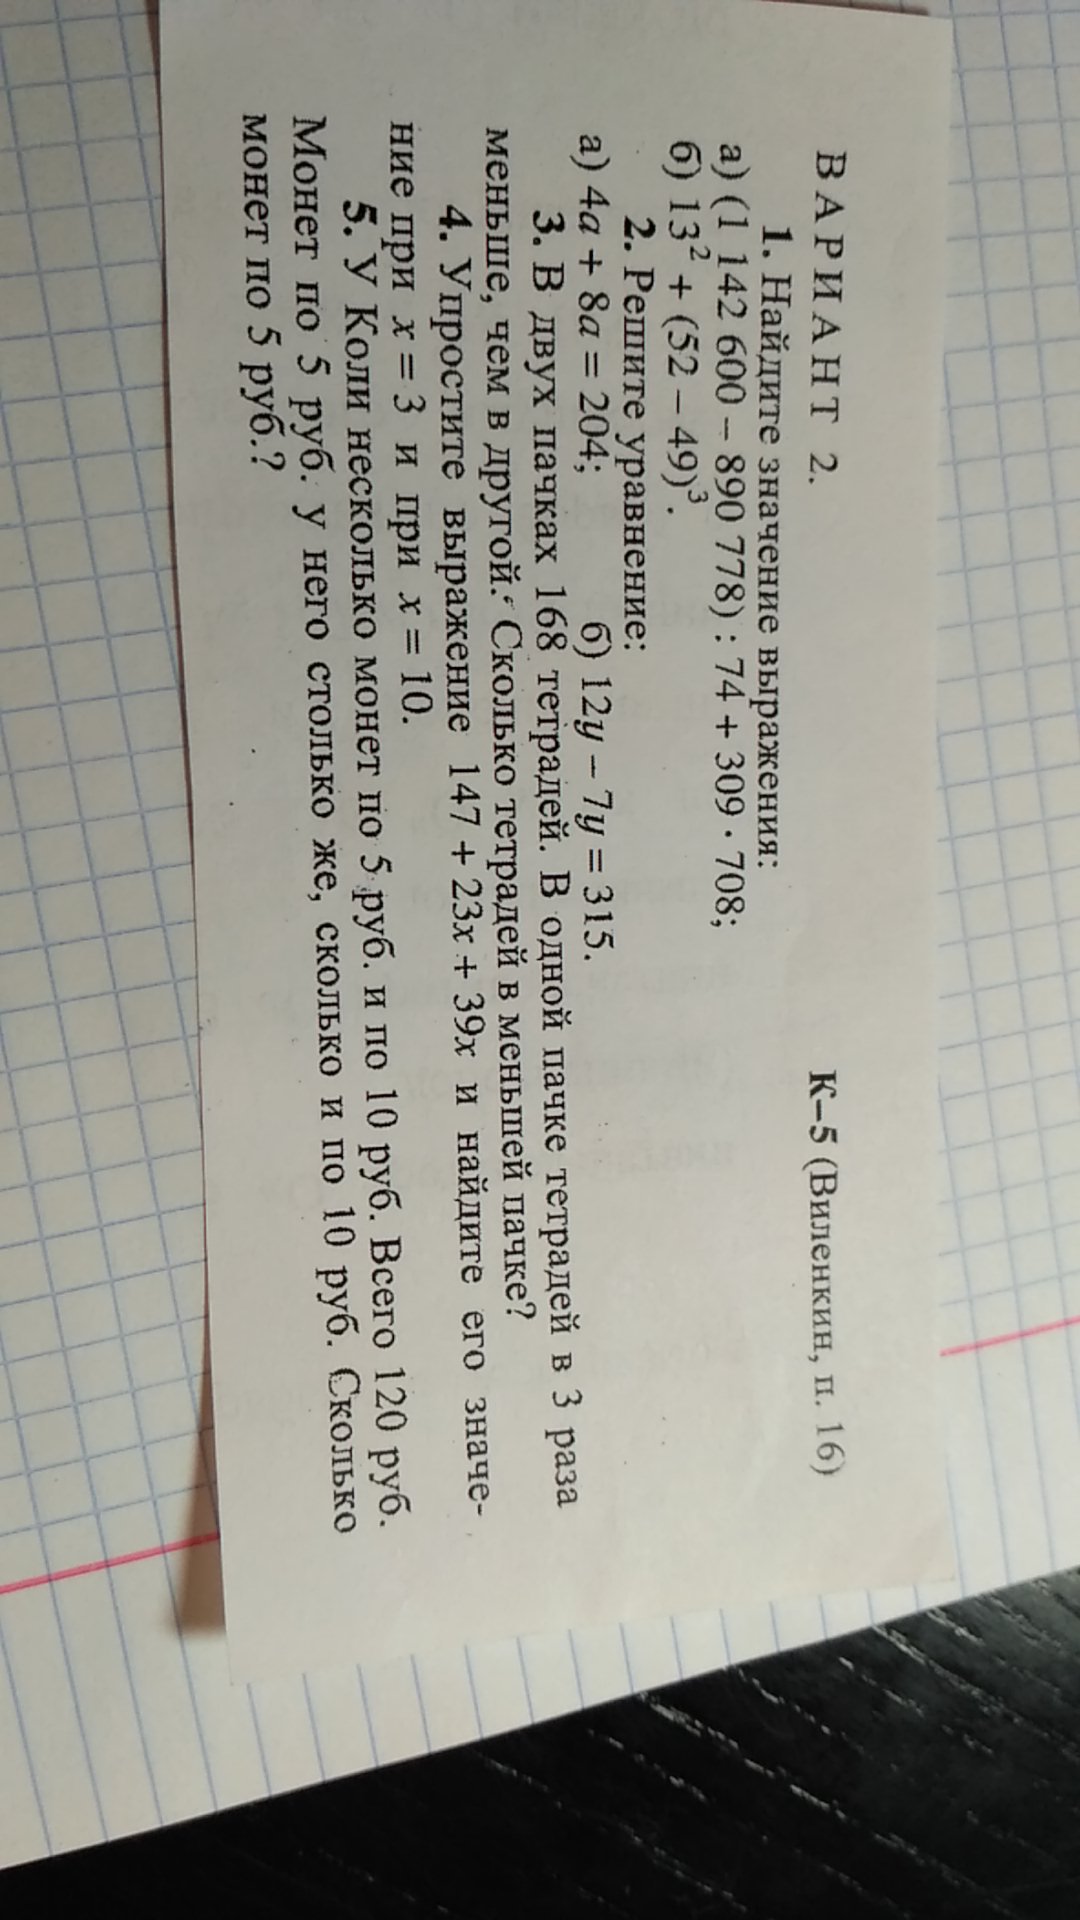 ВАРИАНТ 2. К–5 (Виленкин, п. 16)
1. Найдите значение выражения:
а) (1 142 600 – 890 778) : 74 + 309 · 708;
б) 13² + (52 – 49)³.
2. Решите уравнение:
а) 4a + 8a = 204; б) 12y – 7y = 315.
3. В двух пачках 168 тетрадей. В одной пачке тетрадей в 3 раза
меньше, чем в другой. Сколько тетрадей в меньшей пачке?
4. Упростите выражение 147 + 23x + 39x и найдите его значе-
ние при x = 3 и при x = 10.
5. У Коли несколько монет по 5 руб. и по 10 руб. Всего 120 руб.
Монет по 5 руб. у него столько же, сколько и по 10 руб. Сколько
монет по 5 руб.?